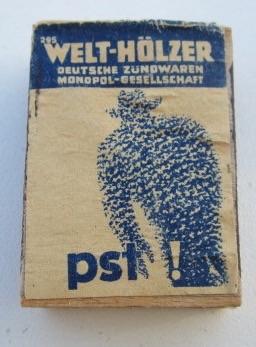 295
WELT-HÖLZER
DEUTSCHE ZÜNDWAREN
MONOPOL-GESELLSCHAFT
pst!